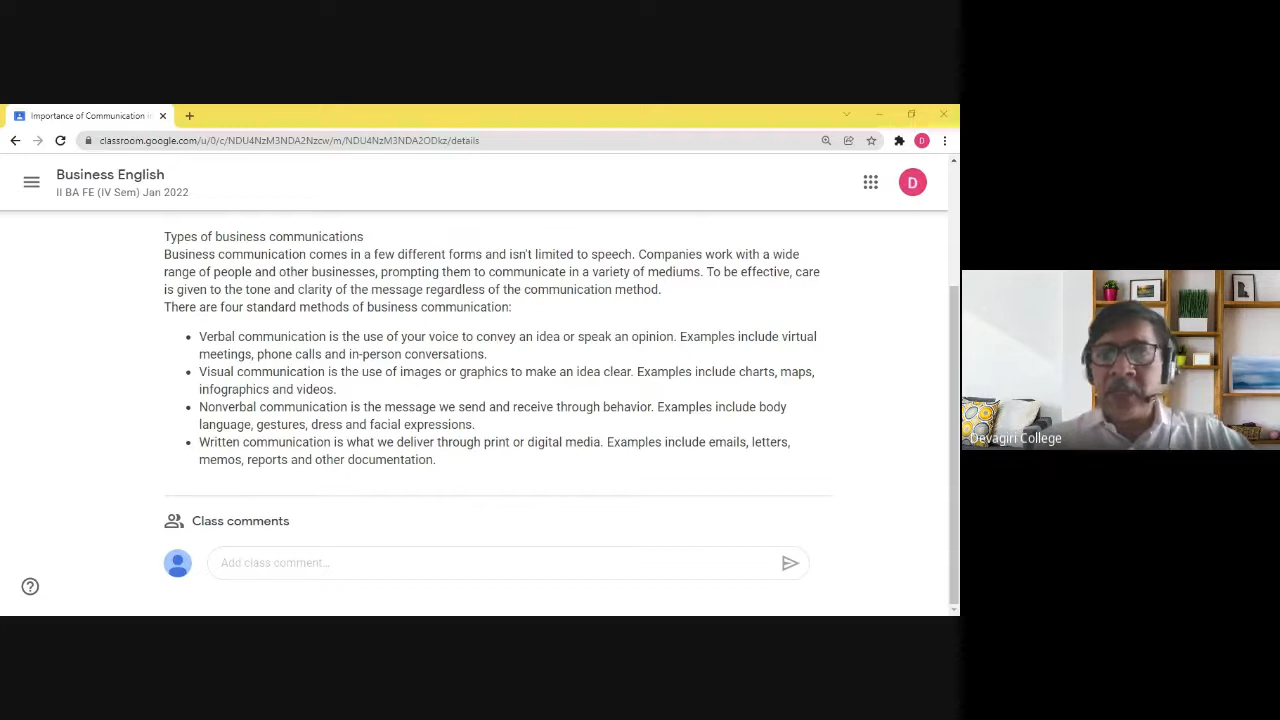 Importance of Communication i
classroom.google.com/u/0/c/NDU4NzM3NDA2Nzcw/m/NDU4NzM3NDA2ODkz/details
D
Business English
II BA FE (IV Sem) Jan 2022
D
Types of business communications
Business communication comes in a few different forms and isn't limited to speech. Companies work with a wide
range of people and other businesses, prompting them to communicate in a variety of mediums. To be effective, care
is given to the tone and clarity of the message regardless of the communication method.
There are four standard methods of business communication:
• Verbal communication is the use of your voice to convey an idea or speak an opinion. Examples include virtual
meetings, phone calls and in-person conversations.
• Visual communication is the use of images or graphics to make an idea clear. Examples include charts, maps,
infographics and videos.
• Nonverbal communication is the message we send and receive through behavior. Examples include body
language, gestures, dress and facial expressions.
• Written communication is what we deliver through print or digital media. Examples include emails, letters,
memos, reports and other documentation.
Class comments
Add class comment...
Devagiri College